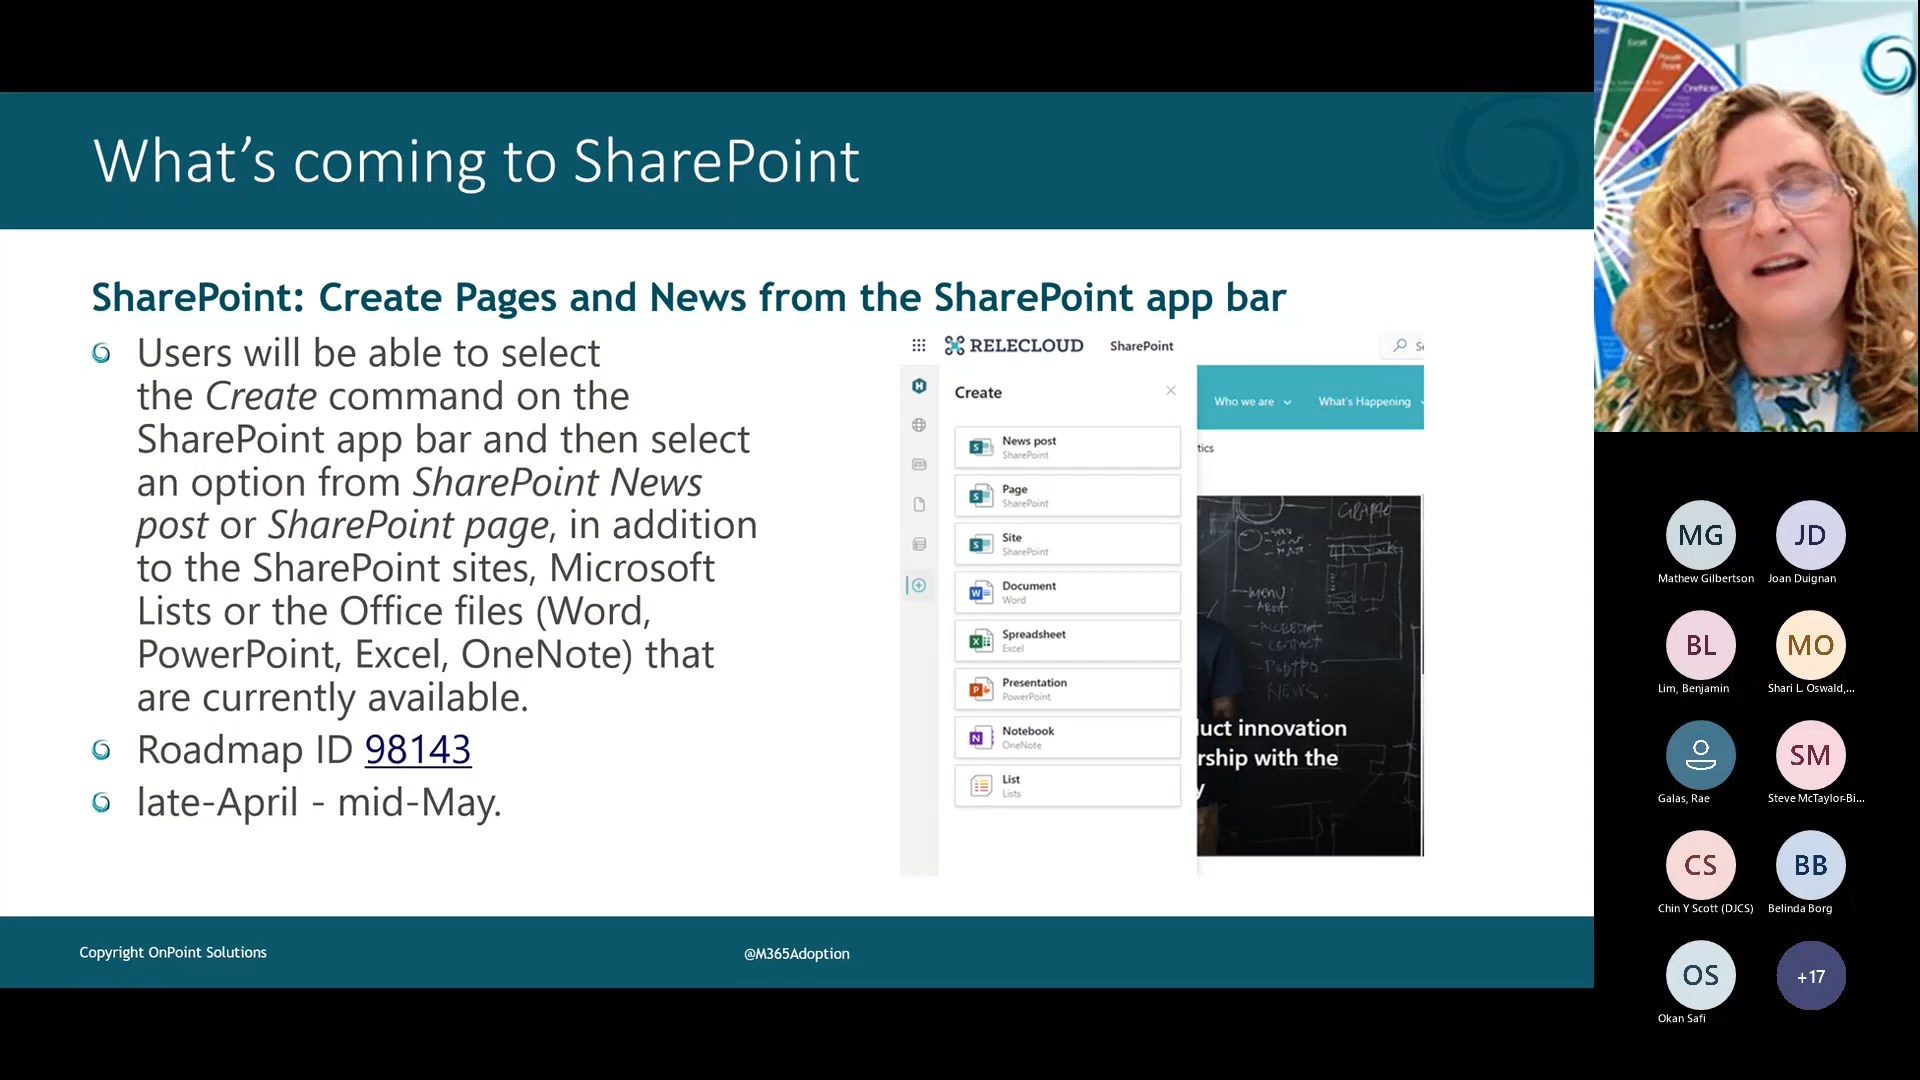 What's coming to SharePoint
SharePoint: Create Pages and News from the SharePoint app bar
Users will be able to select
the Create command on the
SharePoint app bar and then select
an option from SharePoint News
post or SharePoint page, in addition
to the SharePoint sites, Microsoft
Lists or the Office files (Word,
PowerPoint, Excel, OneNote) that
are currently available.
Roadmap ID 98143
late-April - mid-May.
RELECLOUD
SharePoint
Create
News post
SharePoint
Page
SharePoint
Site
SharePoint
Document
Word
Spreadsheet
Excel
Presentation
PowerPoint
Notebook
OneNote
List
Lists
Who we are
What's Happening
tics
uct innovation
rship with the
y
Copyright OnPoint Solutions
@M365Adoption
Graph
Excel
Power-
Point
OneNote
MG
Mathew Gilbertson
JD
Joan Duignan
BL
Lim, Benjamin
MO
Shari L. Oswald,...
Galas, Rae
SM
Steve McTaylor-Bi...
CS
Chin Y Scott (DJCS)
BB
Belinda Borg
OS
Okan Safi
+17